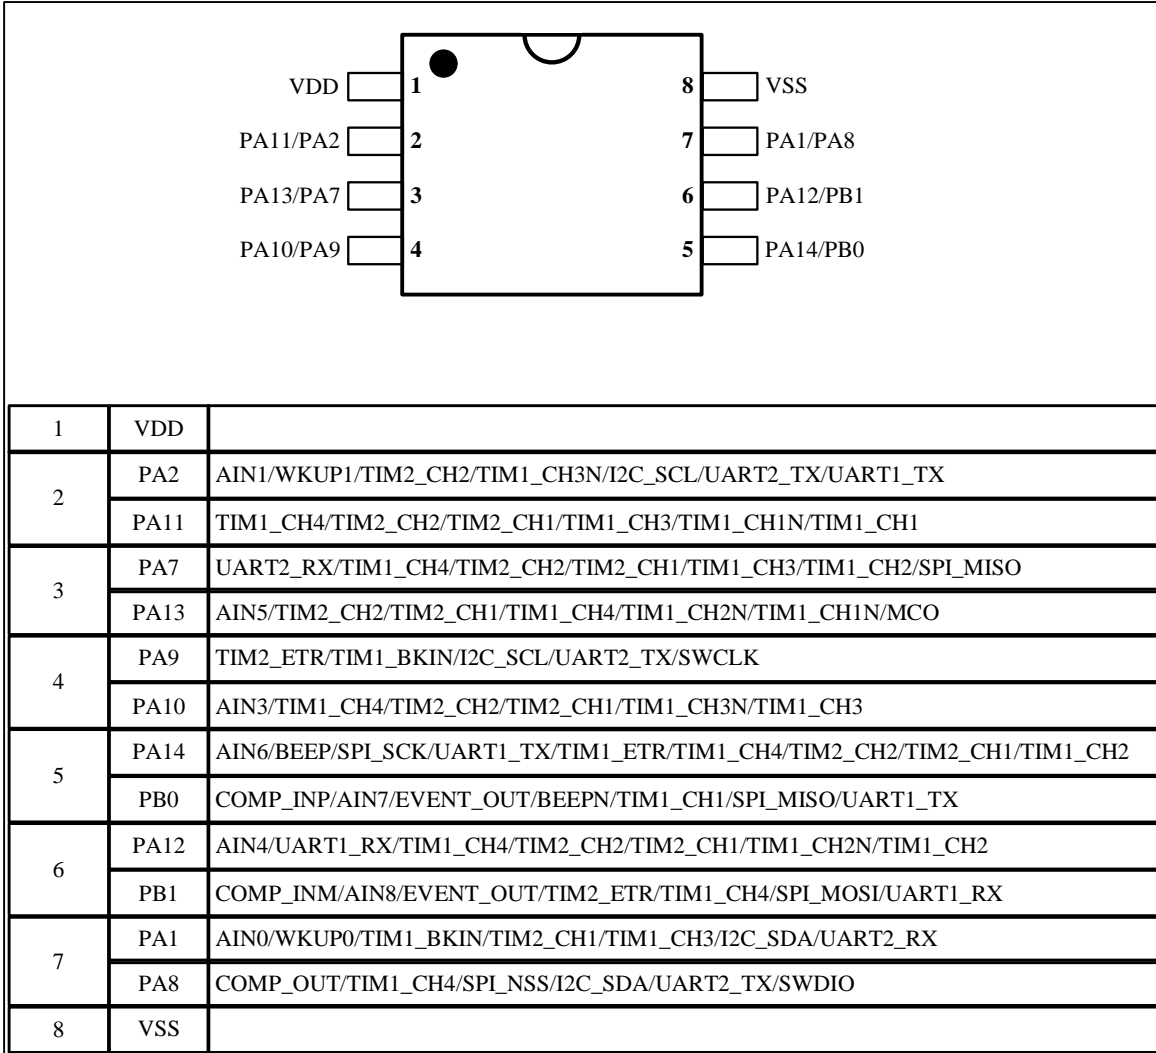 VDD 1 8 VSS
PA11/PA2 2 7 PA1/PA8
PA13/PA7 3 6 PA12/PB1
PA10/PA9 4 5 PA14/PB0
1 VDD
2 PA2 AIN1/WKUP1/TIM2_CH2/TIM1_CH3N/I2C_SCL/UART2_TX/UART1_TX
PA11 TIM1_CH4/TIM2_CH2/TIM2_CH1/TIM1_CH3/TIM1_CH1N/TIM1_CH1
3 PA7 UART2_RX/TIM1_CH4/TIM2_CH2/TIM2_CH1/TIM1_CH3/TIM1_CH2/SPI_MISO
PA13 AIN5/TIM2_CH2/TIM2_CH1/TIM1_CH4/TIM1_CH2N/TIM1_CH1N/MCO
4 PA9 TIM2_ETR/TIM1_BKIN/I2C_SCL/UART2_TX/SWCLK
PA10 AIN3/TIM1_CH4/TIM2_CH2/TIM2_CH1/TIM1_CH3N/TIM1_CH3
5 PA14 AIN6/BEEP/SPI_SCK/UART1_TX/TIM1_ETR/TIM1_CH4/TIM2_CH2/TIM2_CH1/TIM1_CH2
PB0 COMP_INP/AIN7/EVENT_OUT/BEEPN/TIM1_CH1/SPI_MISO/UART1_TX
6 PA12 AIN4/UART1_RX/TIM1_CH4/TIM2_CH2/TIM2_CH1/TIM1_CH2N/TIM1_CH2
PB1 COMP_INM/AIN8/EVENT_OUT/TIM2_ETR/TIM1_CH4/SPI_MOSI/UART1_RX
7 PA1 AIN0/WKUP0/TIM1_BKIN/TIM2_CH1/TIM1_CH3/I2C_SDA/UART2_RX
PA8 COMP_OUT/TIM1_CH4/SPI_NSS/I2C_SDA/UART2_TX/SWDIO
8 VSS